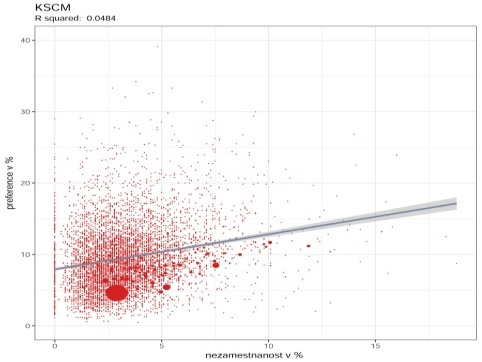 KSCM
R squared: 0.0484
preference v %
40
30
20
10
0
0 5 10 15
nezamestnanost v %